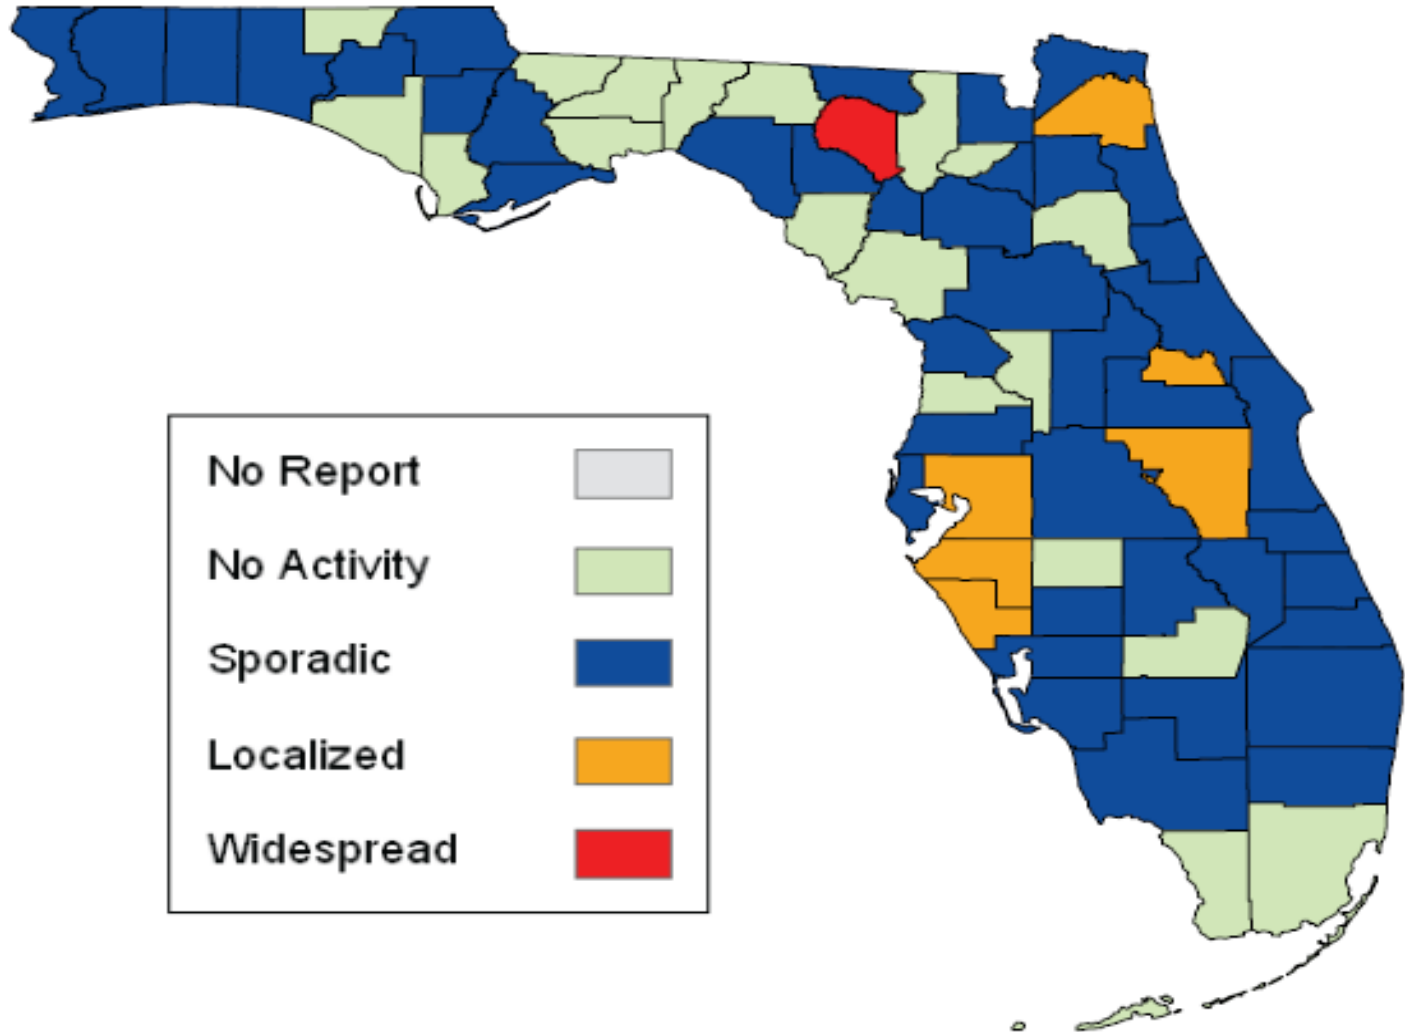 No Report
No Activity
Sporadic
Localized
Widespread